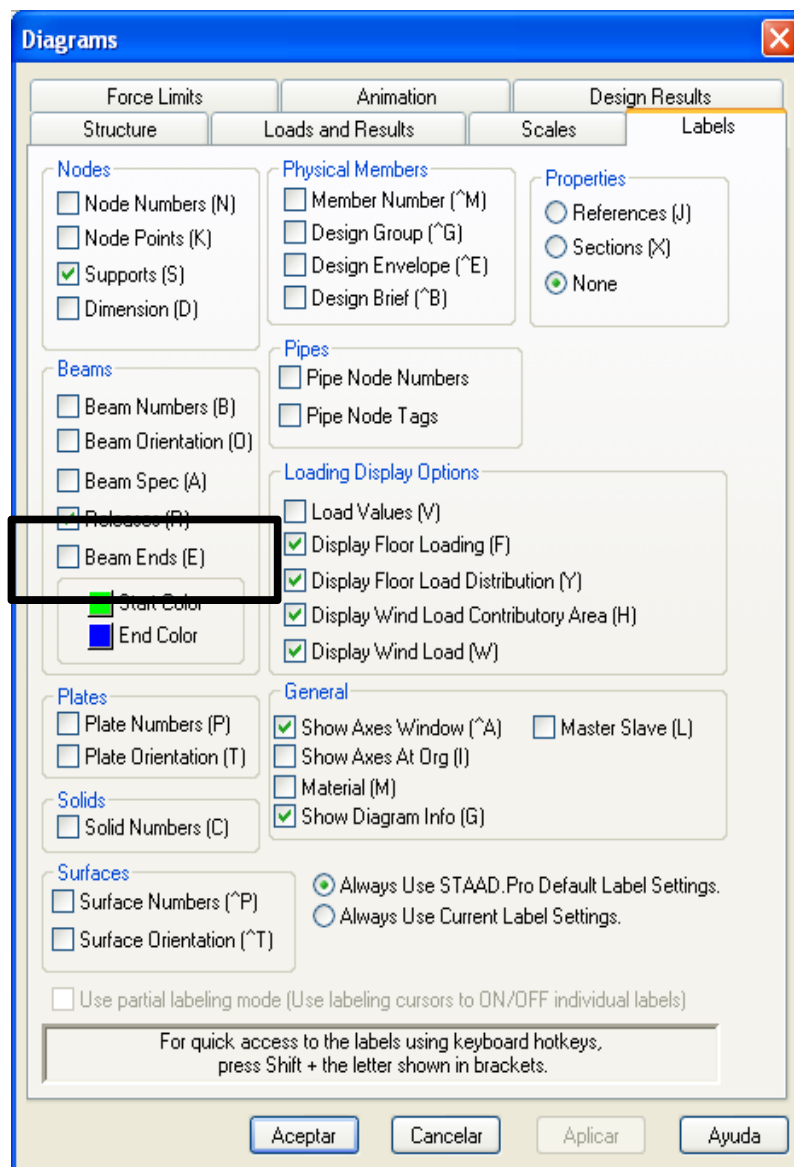 Diagrams
Force Limits
Animation
Design Results
Structure
Loads and Results
Scales
Labels
Nodes
Node Numbers (N)
Node Points (K)
Supports (S)
Dimension (D)
Beams
Beam Numbers (B)
Beam Orientation (O)
Beam Spec (A)
Releases (R)
Beam Ends (E)
Start Color
End Color
Plates
Plate Numbers (P)
Plate Orientation (T)
Solids
Solid Numbers (C)
Surfaces
Surface Numbers (^P)
Surface Orientation (^T)
Physical Members
Member Number (^M)
Design Group (^G)
Design Envelope (^E)
Design Brief (^B)
Properties
References (J)
Sections (X)
None
Pipes
Pipe Node Numbers
Pipe Node Tags
Loading Display Options
Load Values (V)
Display Floor Loading (F)
Display Floor Load Distribution (Y)
Display Wind Load Contributory Area (H)
Display Wind Load (W)
General
Show Axes Window (^A)
Master Slave (L)
Show Axes At Org (I)
Material (M)
Show Diagram Info (G)
Always Use STAAD.Pro Default Label Settings.
Always Use Current Label Settings.
Use partial labeling mode (Use labeling cursors to ON/OFF individual labels)
For quick access to the labels using keyboard hotkeys,
press Shift + the letter shown in brackets.
Aceptar
Cancelar
Aplicar
Ayuda